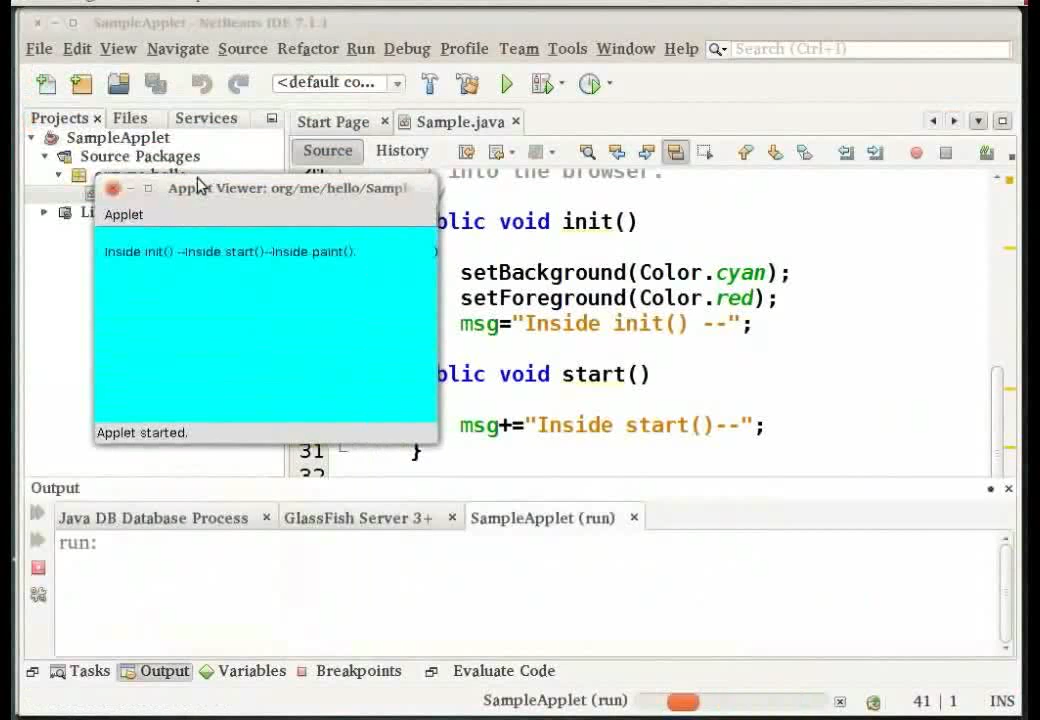 SampleApplet - NetBeans IDE 7.1.1
File Edit View Navigate Source Refactor Run Debug Profile Team Tools Window Help Search (Ctrl+I)
<default co...
Projects Files Services
Start Page Sample.java
SampleApplet
Source History
Source Packages
into the browser.
Applet Viewer: org/me/hello/Sampl
Applet
blic void init()
Inside init() --Inside start()--Inside paint().
setBackground(Color.cyan);
setForeground(Color.red);
msg="Inside init() --";
blic void start()
msg+="Inside start()--";
Applet started.
31 }
32
Output
Java DB Database Process GlassFish Server 3+ SampleApplet (run)
run:
Tasks Output Variables Breakpoints Evaluate Code
SampleApplet (run) 41 | 1 INS